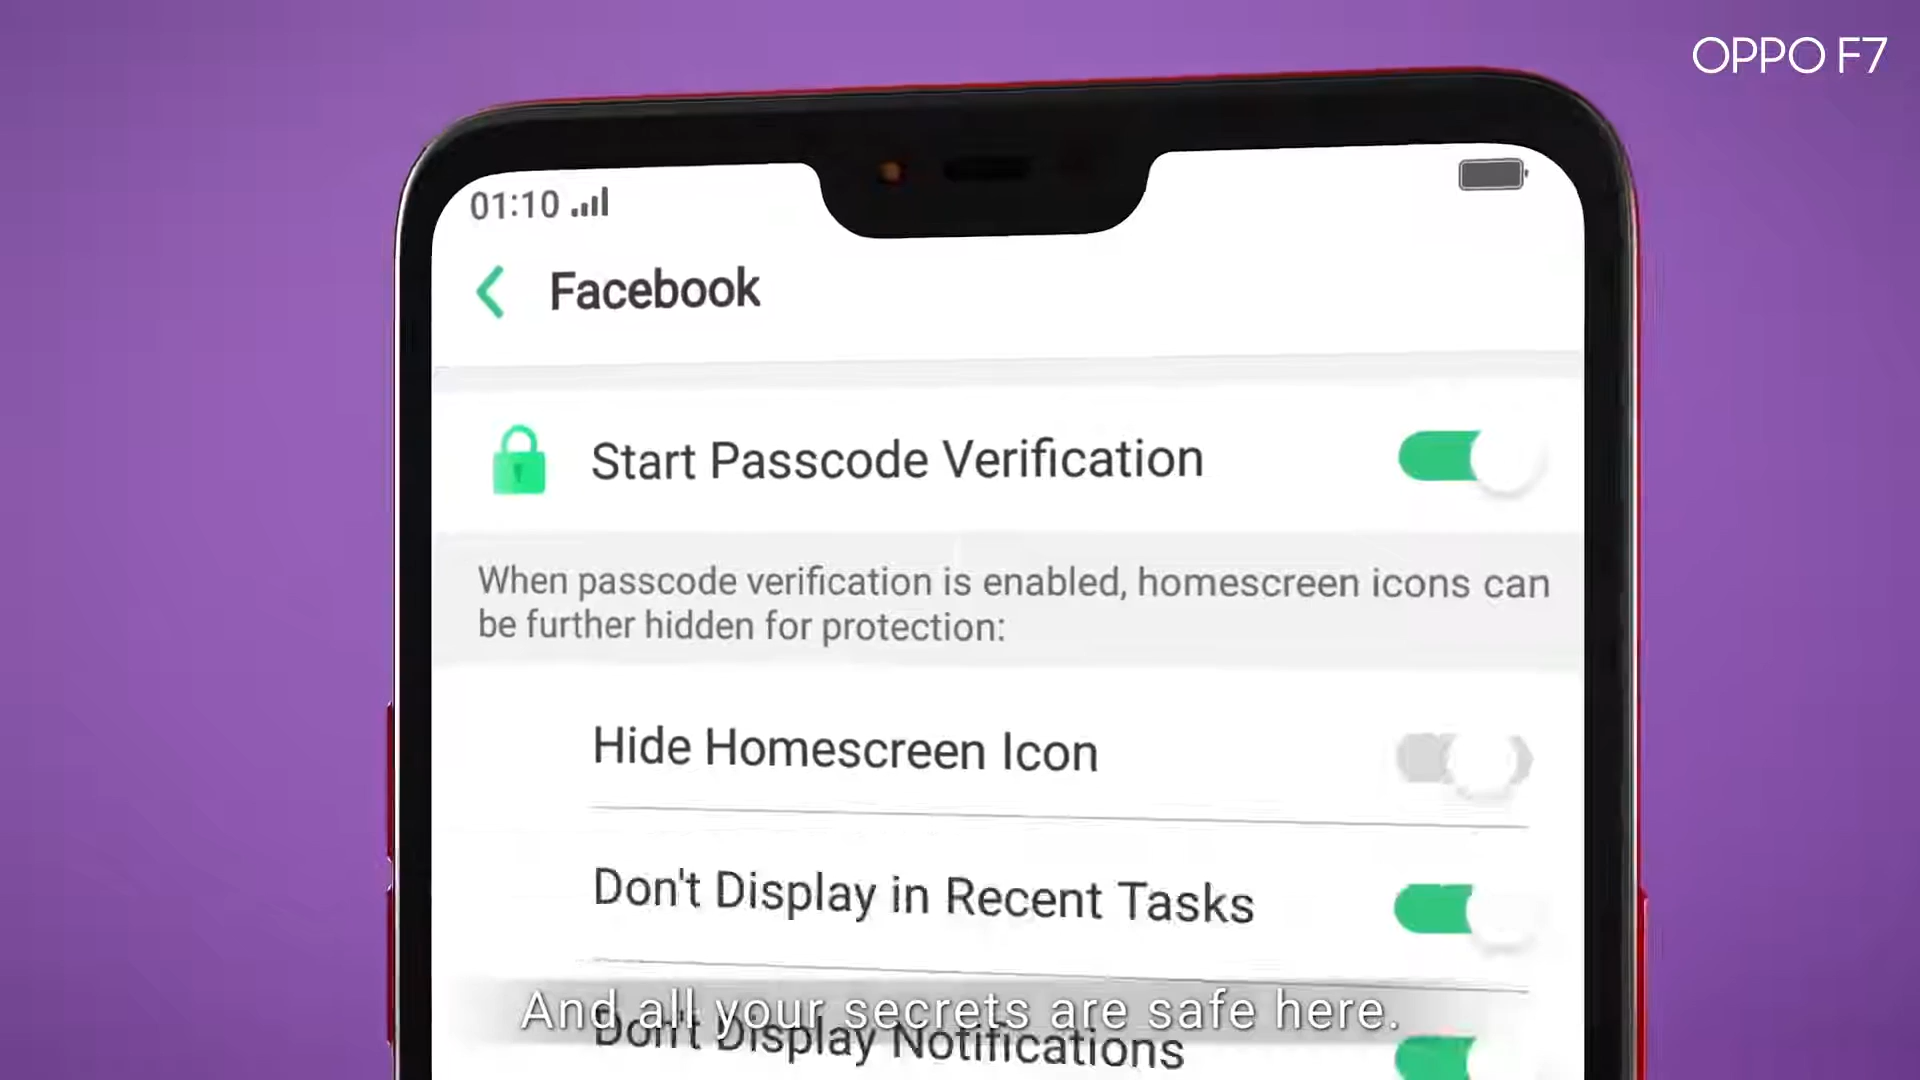 OPPO F7
01:10
Facebook
Start Passcode Verification
When passcode verification is enabled, homescreen icons can
be further hidden for protection:
Hide Homescreen Icon
Don't Display in Recent Tasks
And all your secrets are safe here.
Don't Display Notifications